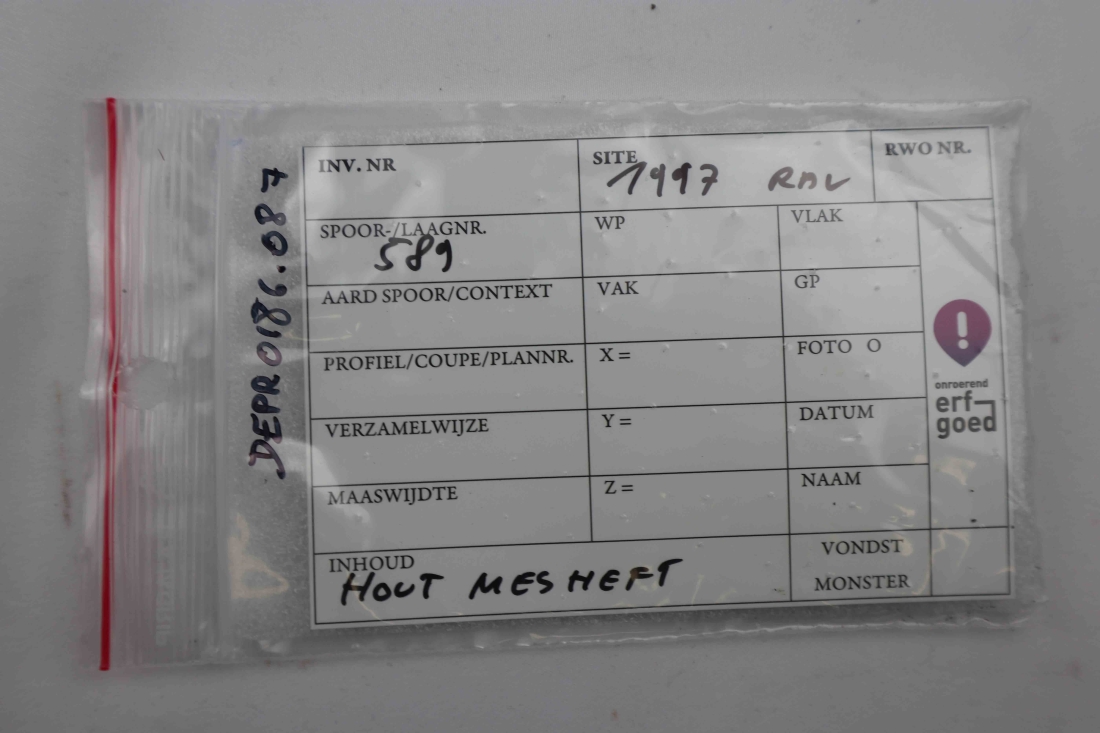 DEPR0186.087
INV. NR
SITE
1997 RAV
RWO NR.
SPOOR-/LAAGNR.
589
WP
VLAK
AARD SPOOR/CONTEXT
VAK
GP
PROFIEL/COUPE/PLANNR.
X =
FOTO O
VERZAMELWIJZE
Y =
DATUM
MAASWIJDTE
Z =
NAAM
INHOUD
HOUT MESHEFT
VONDST
MONSTER
onroerend
erf
goed